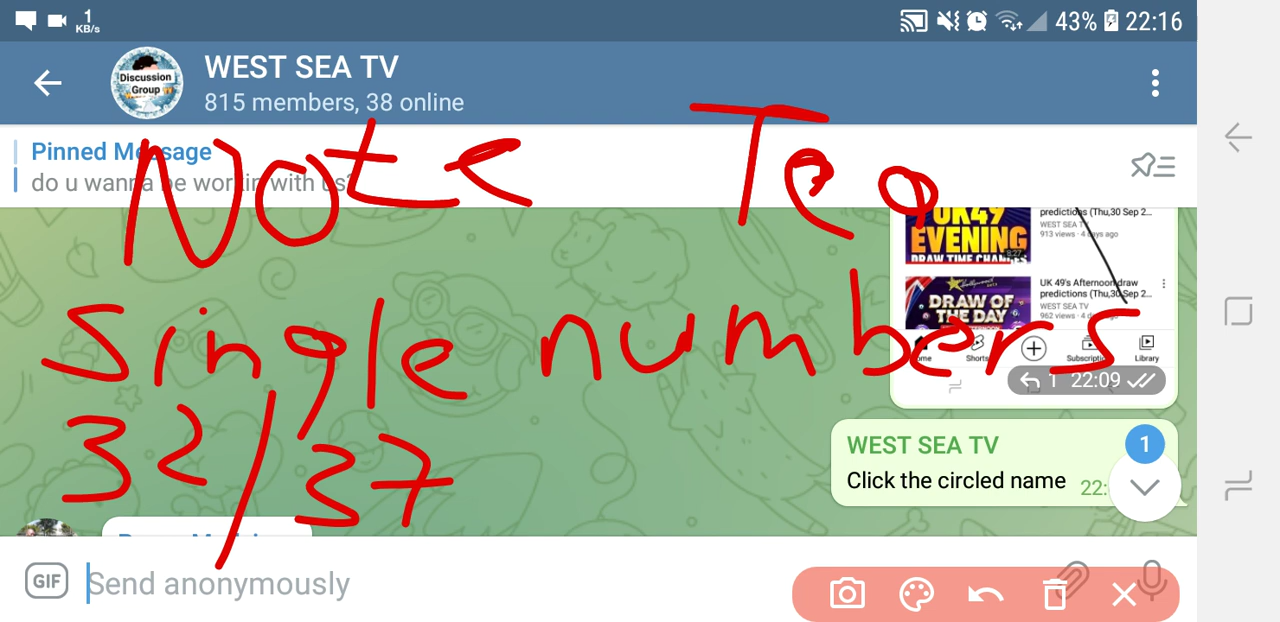 1
KB/s
43% 22:16
WEST SEA TV
815 members, 38 online
Discussion
Group
Pinned Message
do u wanna be workin with us?
Note Tea
predictions (Thu,30 Sep 2...
WEST SEA TV
913 views · 4 days ago
UK49
EVENING
DRAW TIME CHANGES
8:27
UK 49's Afternoon draw
predictions (Thu,30 Sep 2...
WEST SEA TV
962 views · 4 days ago
DRAW OF
THE DAY
Single numbers
Shorts
Library
1 22:09
32/37
WEST SEA TV
1
Click the circled name
22:
GIF
Send anonymously